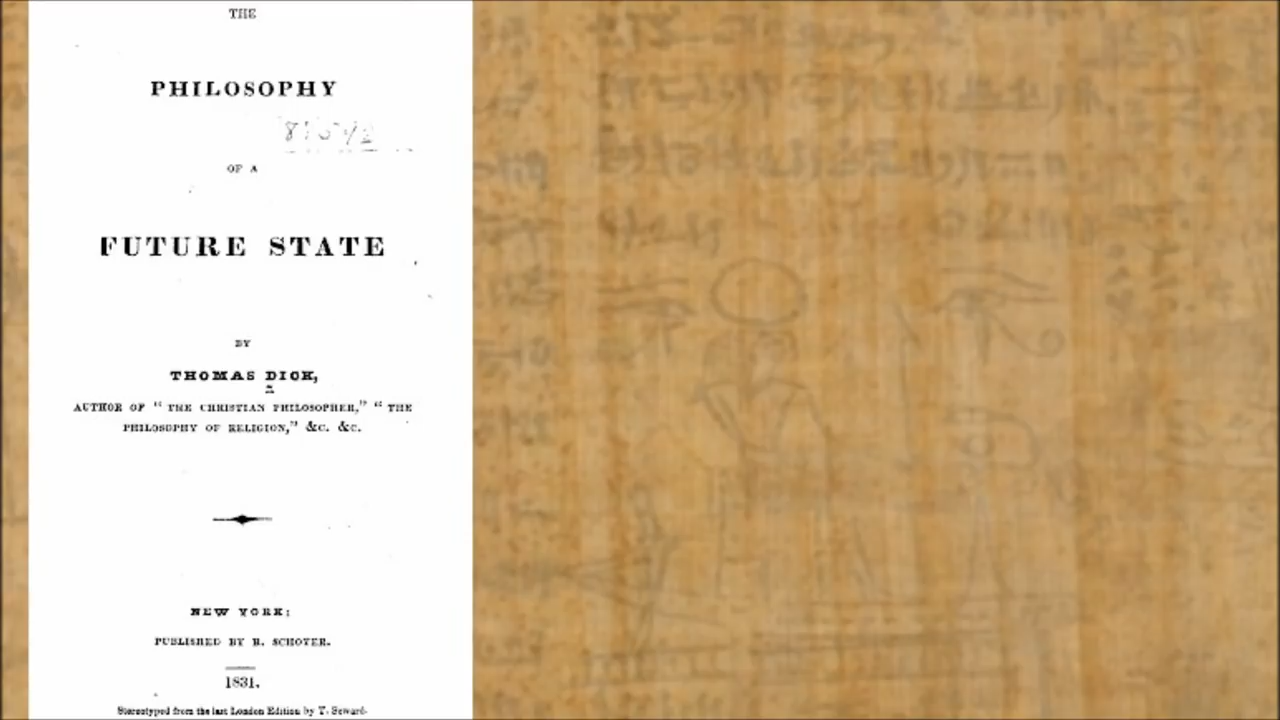 THE
PHILOSOPHY
OF A
FUTURE STATE
BY
THOMAS DICK,
AUTHOR OF “ THE CHRISTIAN PHILOSOPHER,” “ THE
PHILOSOPHY OF RELIGION,” &C. &C.
NEW YORK:
PUBLISHED BY R. SCHOYER.
1831.
Stereotyped from the last London Edition by T. Seward.